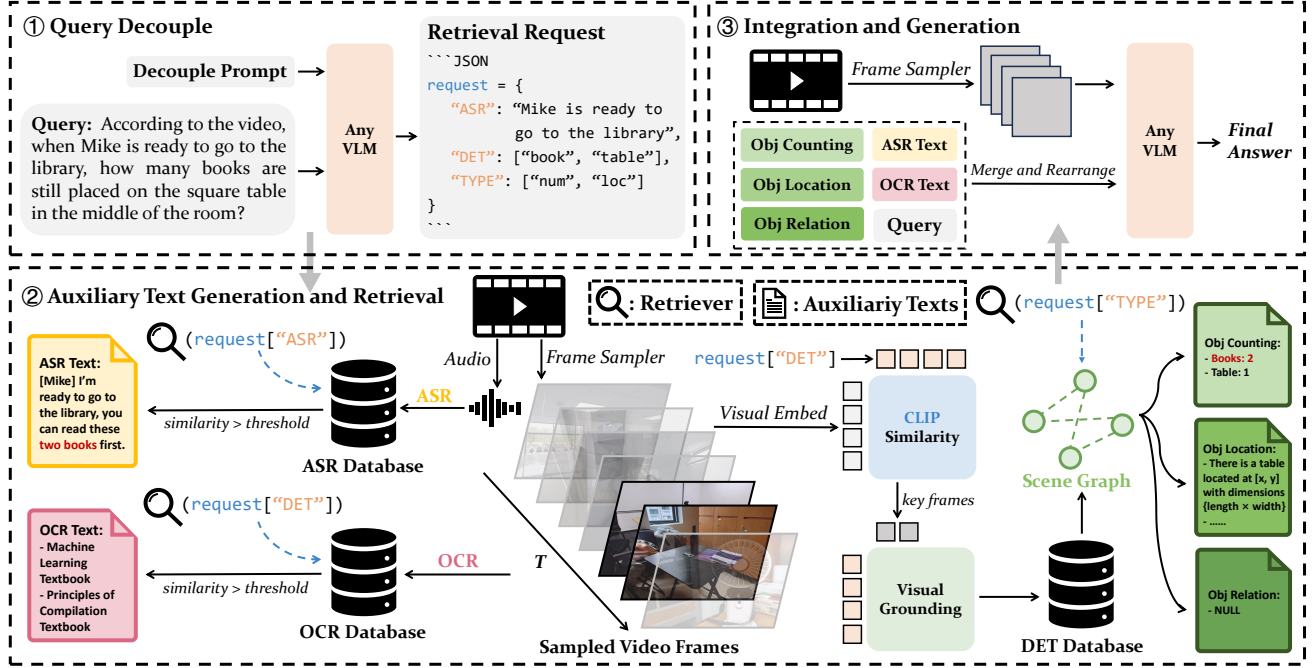 ① Query Decouple
Decouple Prompt
Query: According to the video,
when Mike is ready to go to the
library, how many books are
still placed on the square table
in the middle of the room?
Any
VLM
Retrieval Request
```JSON
request = {
“ASR”: “Mike is ready to
go to the library”,
“DET”: [“book”, “table”],
“TYPE”: [“num”, “loc”]
}
```
③ Integration and Generation
Frame Sampler
Obj Counting
ASR Text
Obj Location
OCR Text
Obj Relation
Query
Merge and Rearrange
Any
VLM
Final
Answer
② Auxiliary Text Generation and Retrieval
: Retriever
: Auxiliariy Texts
(request[“ASR”])
ASR Text:
[Mike] I’m
ready to go to
the library, you
can read these
two books first.
similarity > threshold
ASR Database
ASR
Audio
Frame Sampler
(request[“DET”])
OCR Text:
- Machine
Learning
Textbook
- Principles of
Compilation
Textbook
similarity > threshold
OCR Database
OCR
T
Sampled Video Frames
Visual Embed
request[“DET”]
CLIP
Similarity
key frames
Visual
Grounding
DET Database
Scene Graph
(request[“TYPE”])
Obj Counting:
- Books: 2
- Table: 1
Obj Location:
- There is a table
located at [x, y]
with dimensions
{length × width}
- ......
Obj Relation:
- NULL